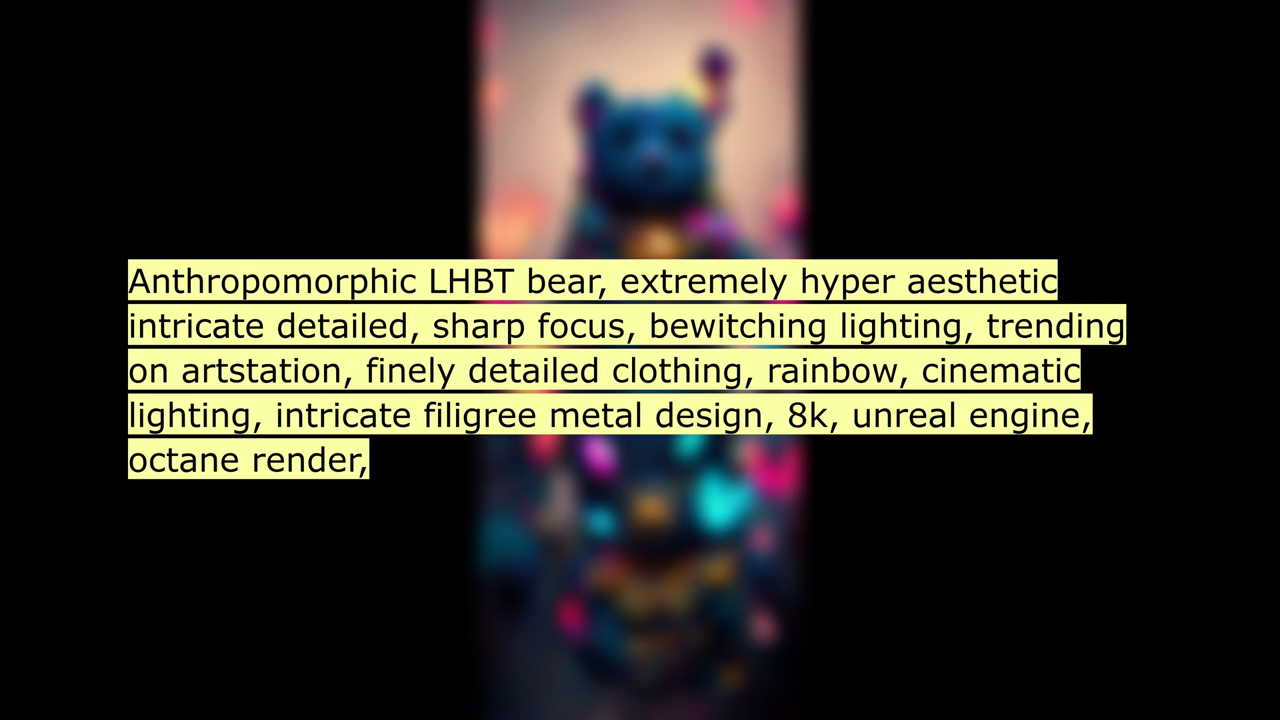 Anthropomorphic LHBT bear, extremely hyper aesthetic
intricate detailed, sharp focus, bewitching lighting, trending
on artstation, finely detailed clothing, rainbow, cinematic
lighting, intricate filigree metal design, 8k, unreal engine,
octane render,